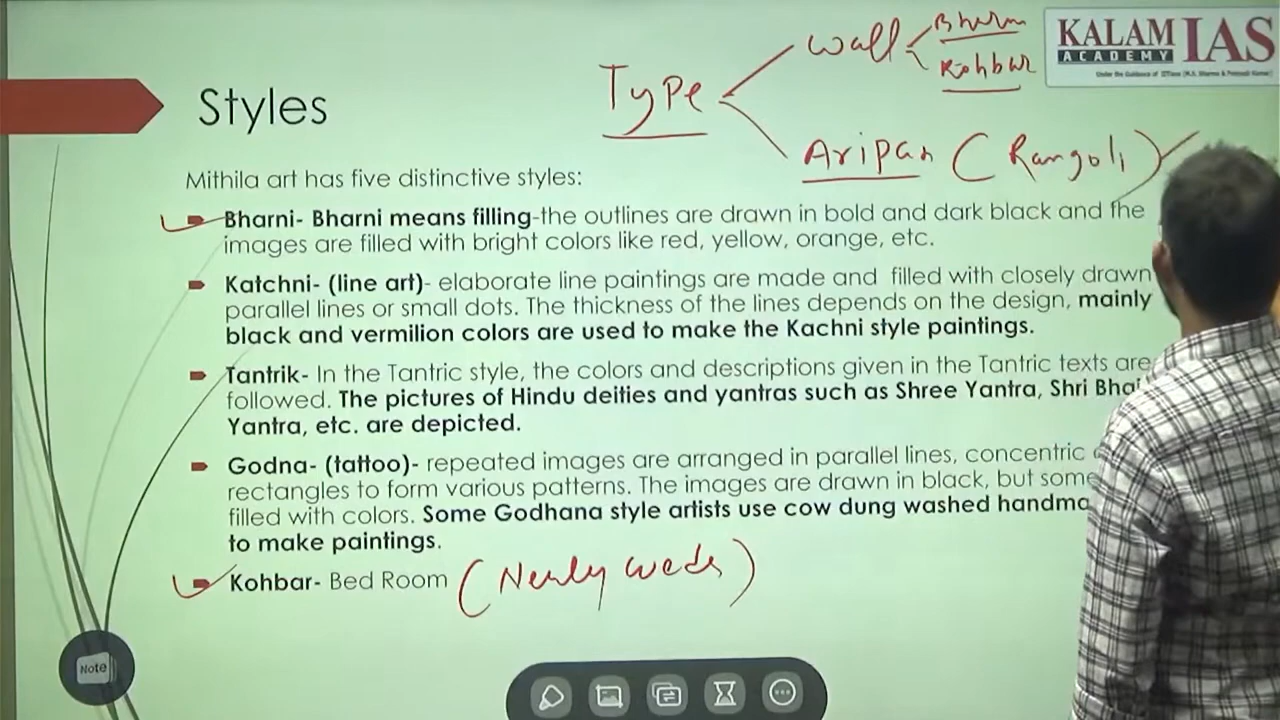 Type
wall
Bharni
Kohbar
Aripan (Rangoli)
KALAM IAS
ACADEMY
Styles
Mithila art has five distinctive styles:
Bharni- Bharni means filling-the outlines are drawn in bold and dark black and the
images are filled with bright colors like red, yellow, orange, etc.
Katchni- (line art)- elaborate line paintings are made and filled with closely drawn
parallel lines or small dots. The thickness of the lines depends on the design, mainly
black and vermilion colors are used to make the Kachni style paintings.
Tantrik- In the Tantric style, the colors and descriptions given in the Tantric texts are
followed. The pictures of Hindu deities and yantras such as Shree Yantra, Shri
Yantra, etc. are depicted.
Godna- (tattoo)- repeated images are arranged in parallel lines, concentric
rectangles to form various patterns. The images are drawn in black, but some
filled with colors. Some Godhana style artists use cow dung washed
to make paintings.
Kohbar- Bed Room (Newly weds)
Note